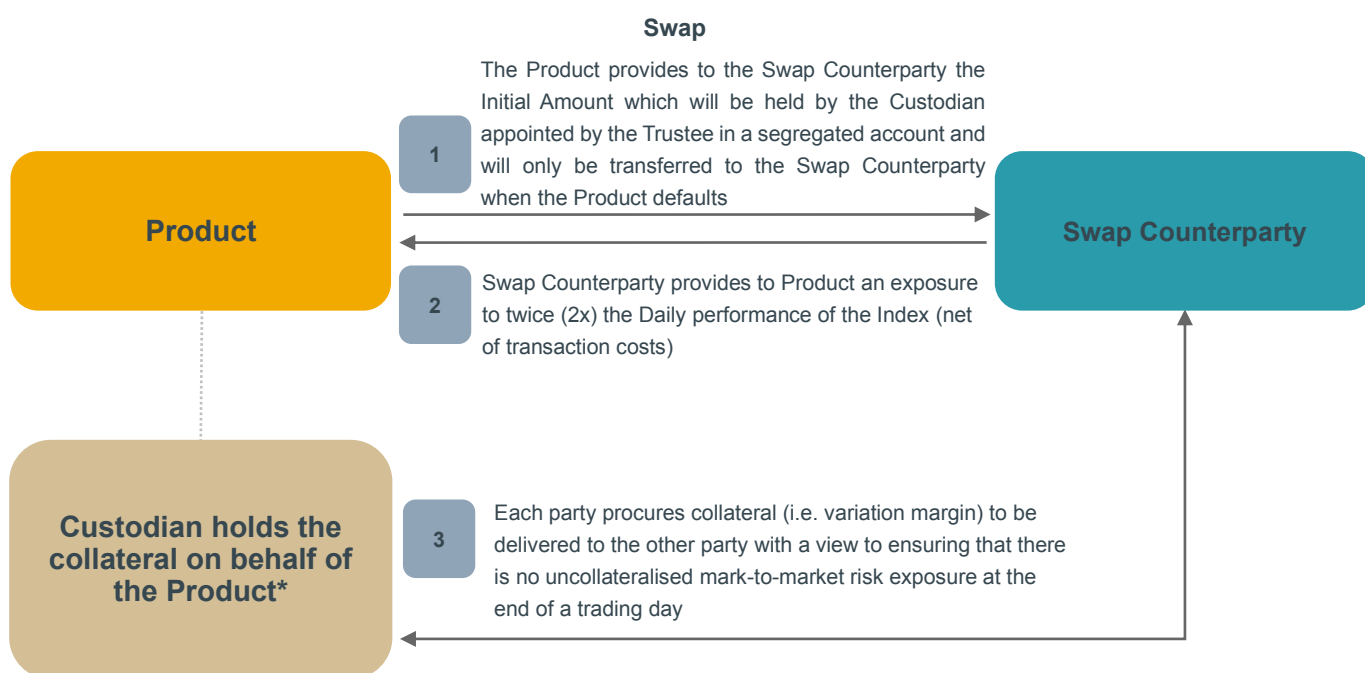 Swap
The Product provides to the Swap Counterparty the
Initial Amount which will be held by the Custodian
appointed by the Trustee in a segregated account and
will only be transferred to the Swap Counterparty
when the Product defaults
1
Product
Swap Counterparty
2
Swap Counterparty provides to Product an exposure
to twice (2x) the Daily performance of the Index (net
of transaction costs)
Custodian holds the
collateral on behalf of
the Product*
3
Each party procures collateral (i.e. variation margin) to be
delivered to the other party with a view to ensuring that there
is no uncollateralised mark-to-market risk exposure at the
end of a trading day